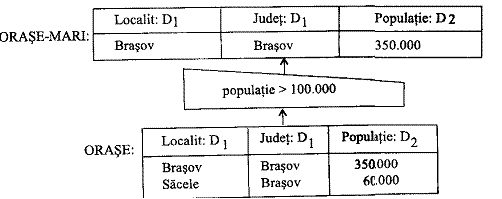 Localit: D1 Județ: D1 Populație: D2
ORAȘE-MARI:
Brașov Brașov 350.000
populație > 100.000
Localit: D1 Județ: D1 Populație: D2
ORAȘE:
Brașov Brașov 350.000
Săcele Brașov 60.000